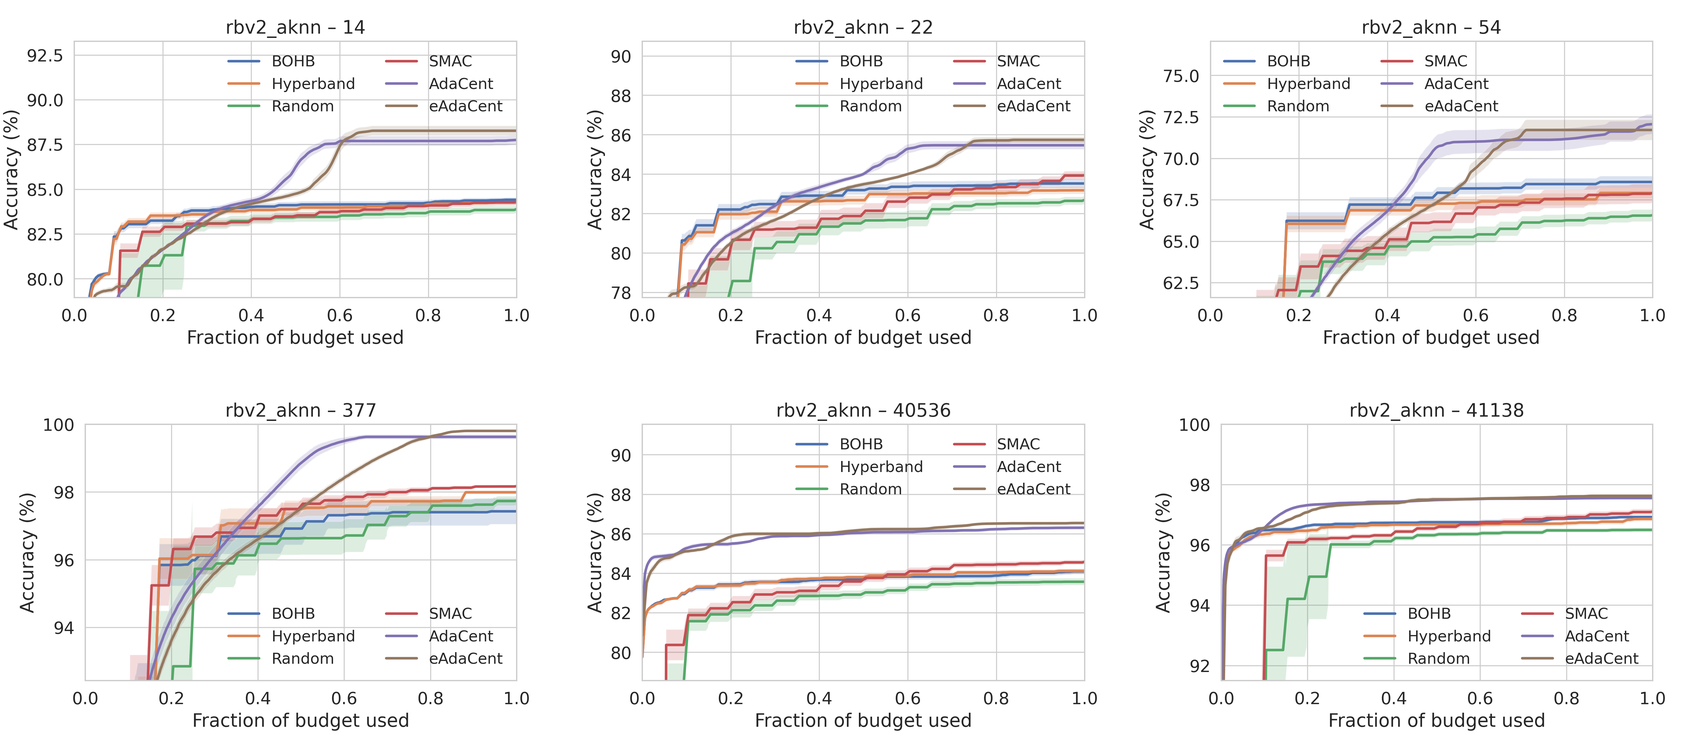 rbv2_aknn – 14
Accuracy (%)
92.5
90.0
87.5
85.0
82.5
80.0
BOHB
Hyperband
Random
SMAC
AdaCent
eAdaCent
0.0 0.2 0.4 0.6 0.8 1.0
Fraction of budget used
rbv2_aknn – 22
Accuracy (%)
90
88
86
84
82
80
78
BOHB
Hyperband
Random
SMAC
AdaCent
eAdaCent
0.0 0.2 0.4 0.6 0.8 1.0
Fraction of budget used
rbv2_aknn – 54
Accuracy (%)
75.0
72.5
70.0
67.5
65.0
62.5
BOHB
Hyperband
Random
SMAC
AdaCent
eAdaCent
0.0 0.2 0.4 0.6 0.8 1.0
Fraction of budget used
rbv2_aknn – 377
Accuracy (%)
100
98
96
94
BOHB
Hyperband
Random
SMAC
AdaCent
eAdaCent
0.0 0.2 0.4 0.6 0.8 1.0
Fraction of budget used
rbv2_aknn – 40536
Accuracy (%)
90
88
86
84
82
80
BOHB
Hyperband
Random
SMAC
AdaCent
eAdaCent
0.0 0.2 0.4 0.6 0.8 1.0
Fraction of budget used
rbv2_aknn – 41138
Accuracy (%)
100
98
96
94
92
BOHB
Hyperband
Random
SMAC
AdaCent
eAdaCent
0.0 0.2 0.4 0.6 0.8 1.0
Fraction of budget used